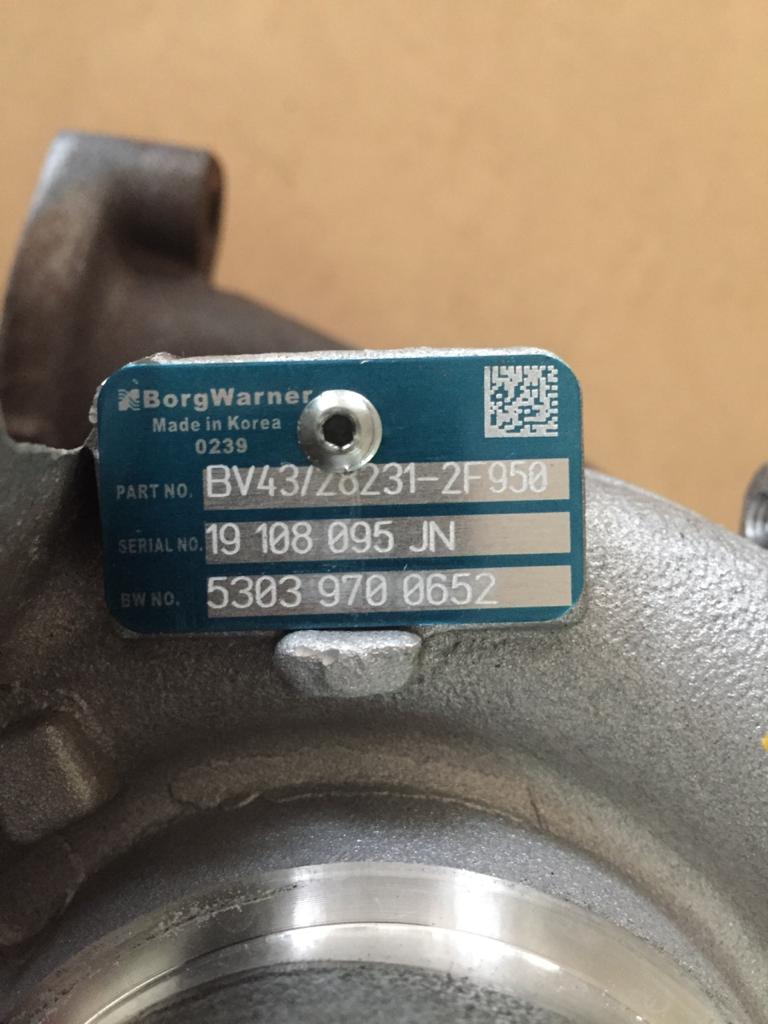 BorgWarner
Made in Korea
0239
PART NO. BV43/28231-2F950
SERIAL NO. 19 108 095 JN
BW NO. 5303 970 0652